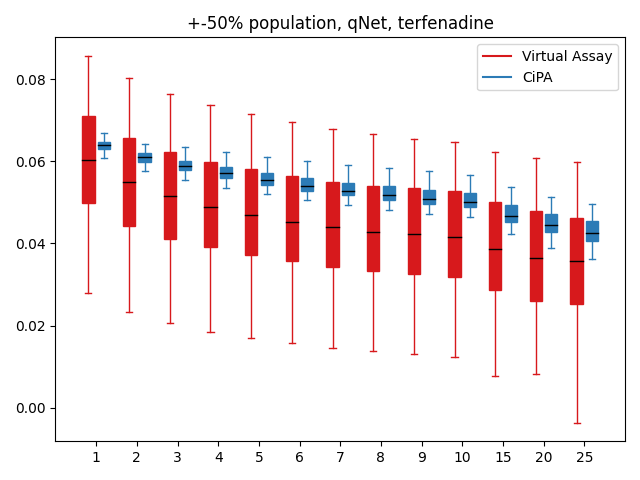 +-50% population, qNet, terfenadine
Virtual Assay
CiPA
0.08
0.06
0.04
0.02
0.00
1 2 3 4 5 6 7 8 9 10 15 20 25